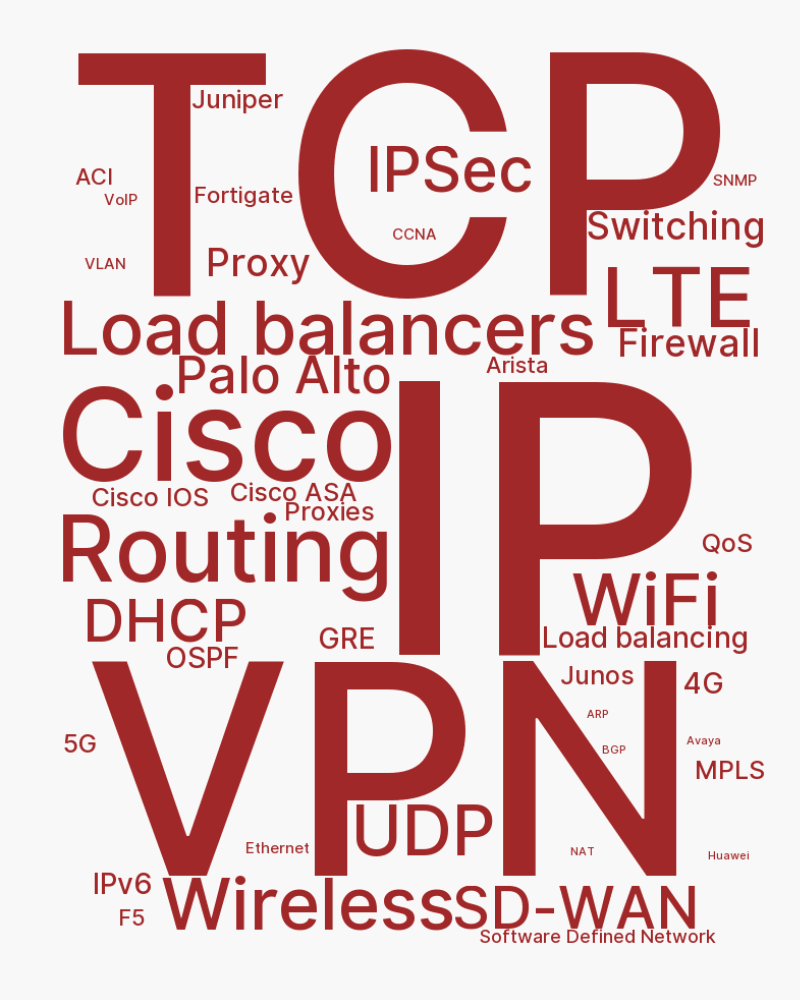 TCP
Juniper
IPSec
ACI
VoIP
Fortigate
SNMP
Switching
CCNA
VLAN
Proxy
LTE
Load balancers
Firewall
Palo Alto
Arista
Cisco
IP
Cisco IOS
Cisco ASA
Proxies
Routing
QoS
WiFi
DHCP
GRE
Load balancing
OSPF
VPN
Junos
4G
ARP
5G
BGP
Avaya
MPLS
UDP
Ethernet
NAT
Huawei
IPv6
F5
Wireless
SD-WAN
Software Defined Network